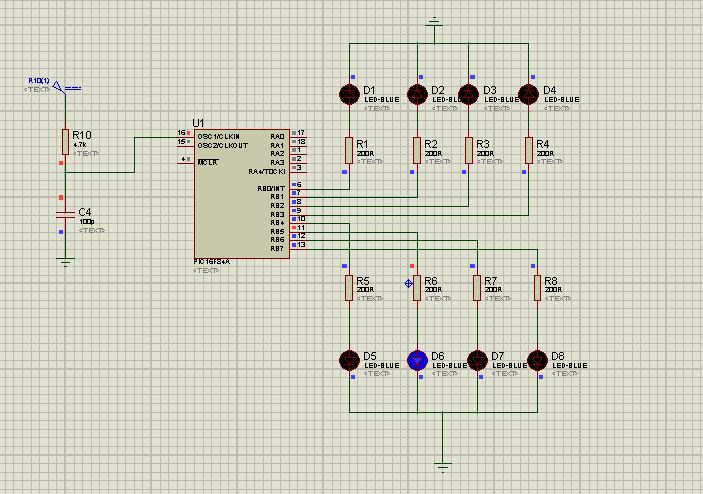 R10(1)
<TEXT>
R10
4.7k
<TEXT>
C4
100p
<TEXT>
U1
16 OSC1/CLKIN
15 OSC2/CLKOUT
4 MCLR
RA0 17
RA1 18
RA2 1
RA3 2
RA4/T0CKI 3
RB0/INT 6
RB1 7
RB2 8
RB3 9
RB4 10
RB5 11
RB6 12
RB7 13
PIC16F84A
<TEXT>
D1
LED-BLUE
<TEXT>
D2
LED-BLUE
<TEXT>
D3
LED-BLUE
<TEXT>
D4
LED-BLUE
<TEXT>
R1
200R
<TEXT>
R2
200R
<TEXT>
R3
200R
<TEXT>
R4
200R
<TEXT>
R5
200R
<TEXT>
R6
200R
<TEXT>
R7
200R
<TEXT>
R8
200R
<TEXT>
D5
LED-BLUE
<TEXT>
D6
LED-BLUE
<TEXT>
D7
LED-BLUE
<TEXT>
D8
LED-BLUE
<TEXT>